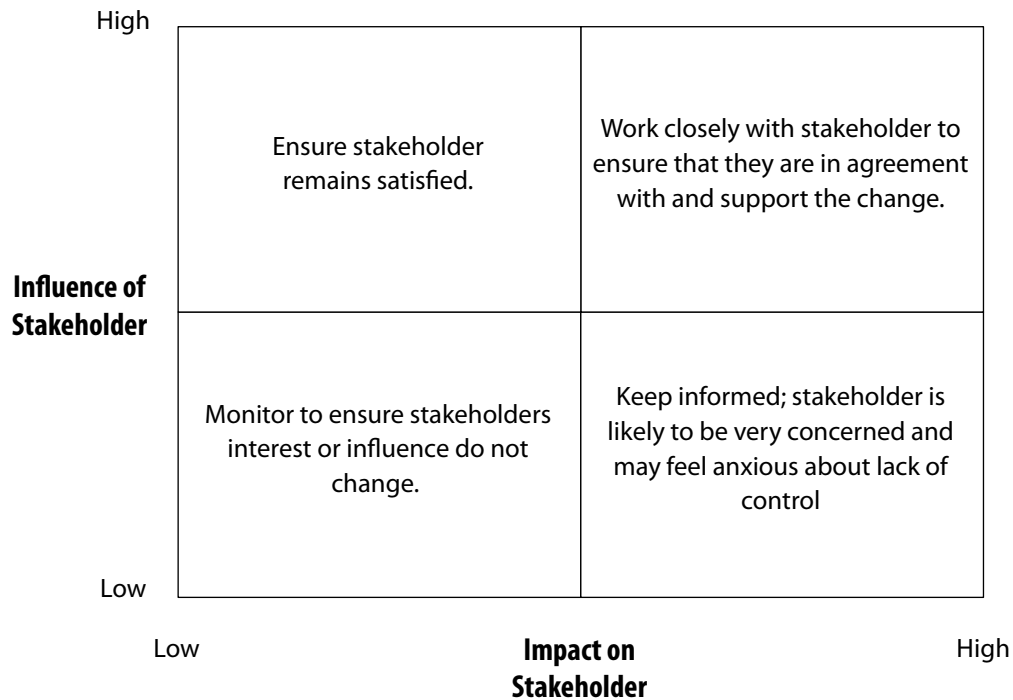 High
Ensure stakeholder
remains satisfied.
Work closely with stakeholder to
ensure that they are in agreement
with and support the change.
Influence of
Stakeholder
Monitor to ensure stakeholders
interest or influence do not
change.
Keep informed; stakeholder is
likely to be very concerned and
may feel anxious about lack of
control
Low
Low
Impact on
Stakeholder
High